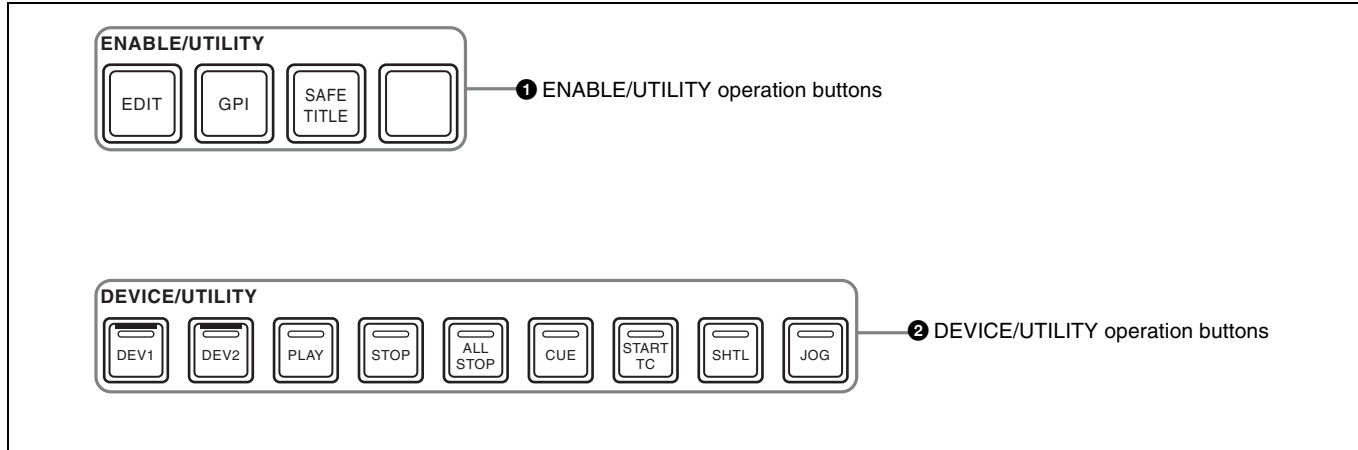 ENABLE/UTILITY
EDIT
GPI
SAFE
TITLE
❶ ENABLE/UTILITY operation buttons
DEVICE/UTILITY
DEV1
DEV2
PLAY
STOP
ALL
STOP
CUE
START
TC
SHTL
JOG
❷ DEVICE/UTILITY operation buttons